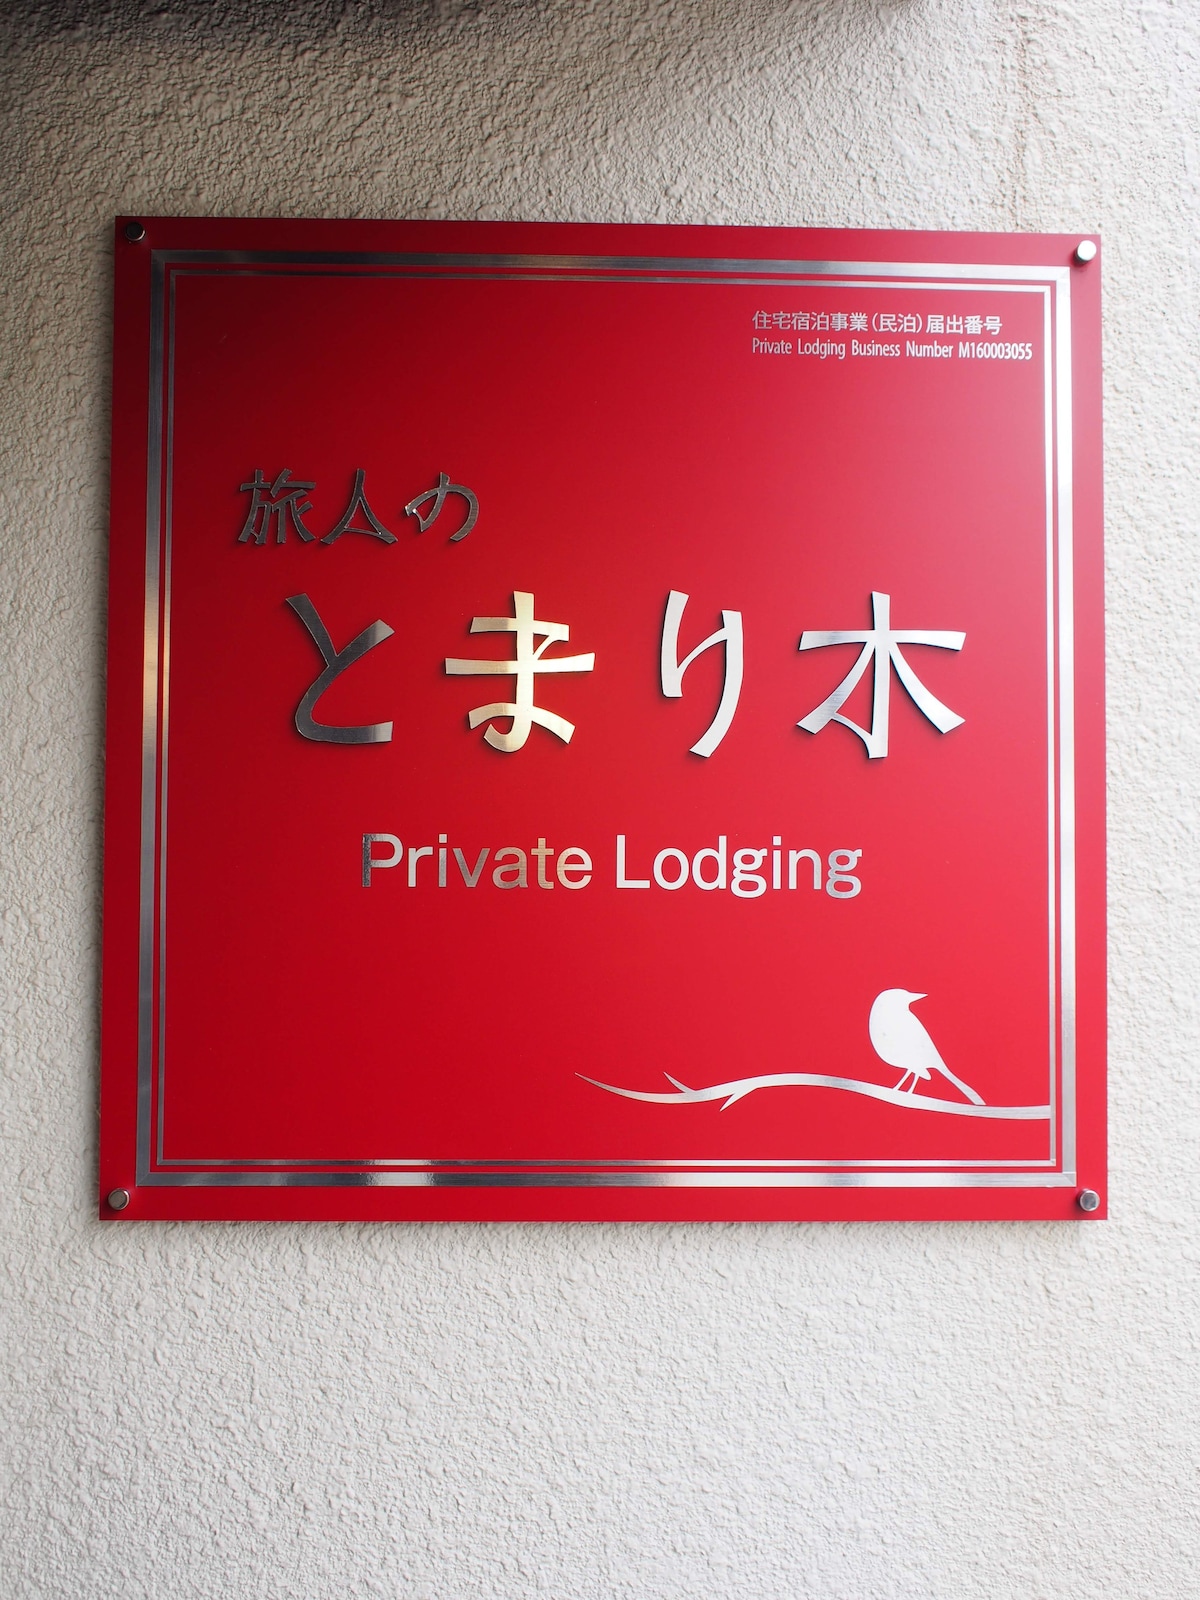 住宅宿泊事業(民泊)届出番号
Private Lodging Business Number M160003055
旅人の
とまり木
Private Lodging